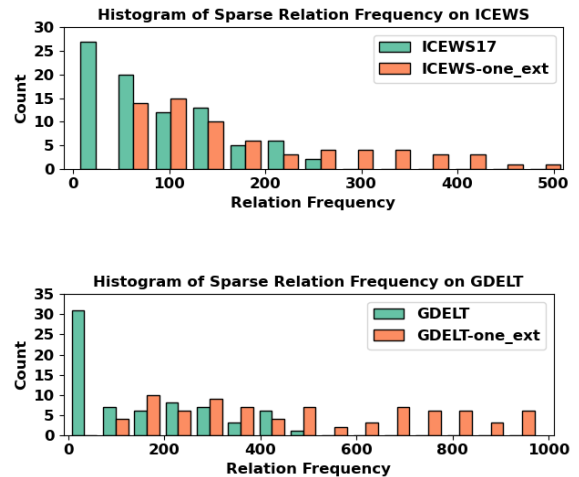 Histogram of Sparse Relation Frequency on ICEWS
30
25
20
15
10
5
0
Count
ICEWS17
ICEWS-one_ext
0 100 200 300 400 500
Relation Frequency
Histogram of Sparse Relation Frequency on GDELT
35
30
25
20
15
10
5
0
Count
GDELT
GDELT-one_ext
0 200 400 600 800 1000
Relation Frequency